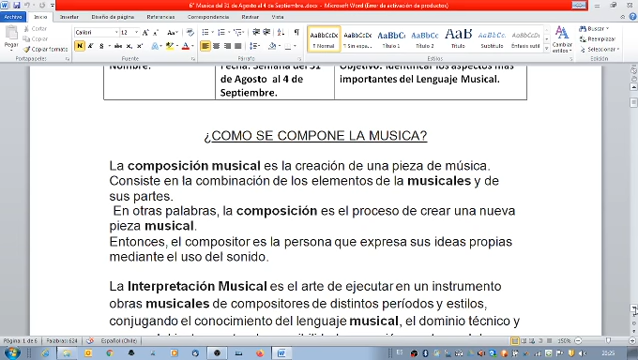 6° Musica del 31 de Agosto al 4 de Septiembre.docx - Microsoft Word (Error de activación de productos)
Archivo Inicio Insertar Diseño de página Referencias Correspondencia Revisar Vista
Cortar
Copiar
Copiar formato
Pegar
Portapapeles
Calibri 12
Fuente
Párrafo
AaBbCcDc AaBbCcDc AaBbC AaBbCc AaB AaBbCcDc
¶ Normal ¶ Sin espa... Título 1 Título 2 Título Énfasis sutil
Estilos
Cambiar estilos
Buscar
Reemplazar
Seleccionar
Edición
Nombre:
Fecha: Semana del 31
de Agosto al 4 de
Septiembre.
Objetivo: Identificar los aspectos más
importantes del Lenguaje Musical.
¿COMO SE COMPONE LA MUSICA?
La composición musical es la creación de una pieza de música.
Consiste en la combinación de los elementos de la musicales y de
sus partes.
En otras palabras, la composición es el proceso de crear una nueva
pieza musical.
Entonces, el compositor es la persona que expresa sus ideas propias
mediante el uso del sonido.
La Interpretación Musical es el arte de ejecutar en un instrumento
obras musicales de compositores de distintos períodos y estilos,
conjugando el conocimiento del lenguaje musical, el dominio técnico y
Página: 1 de 6 Palabras: 624 Español (Chile) 150%
ES